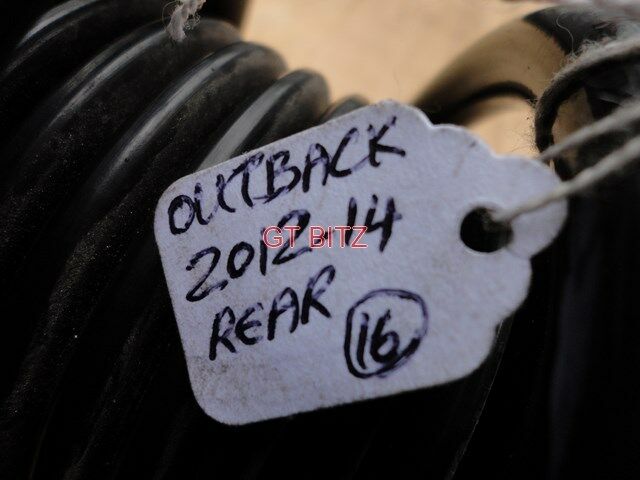 OUTBACK
2012-14
GT BITZ
REAR
16